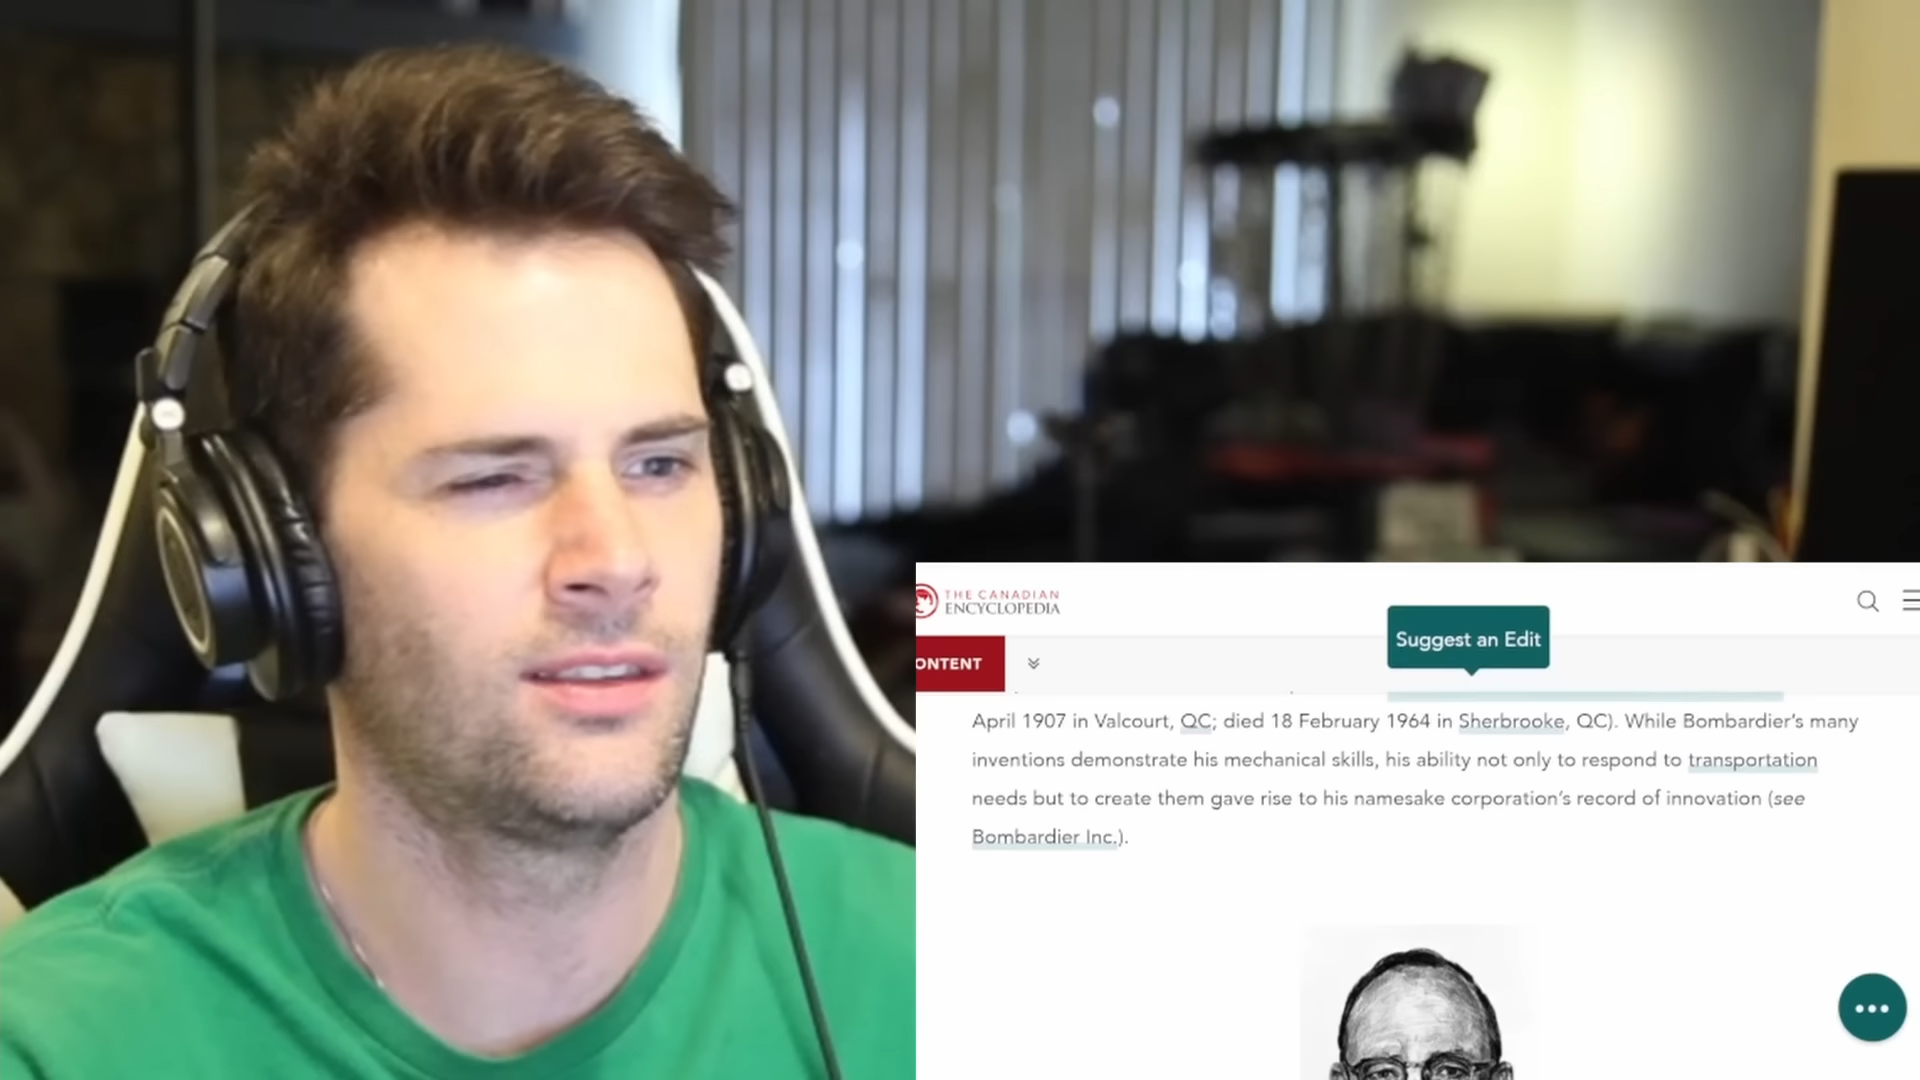 THE CANADIAN
ENCYCLOPEDIA
Suggest an Edit
ONTENT
April 1907 in Valcourt, QC; died 18 February 1964 in Sherbrooke, QC). While Bombardier’s many
inventions demonstrate his mechanical skills, his ability not only to respond to transportation
needs but to create them gave rise to his namesake corporation’s record of innovation (see
Bombardier Inc.).